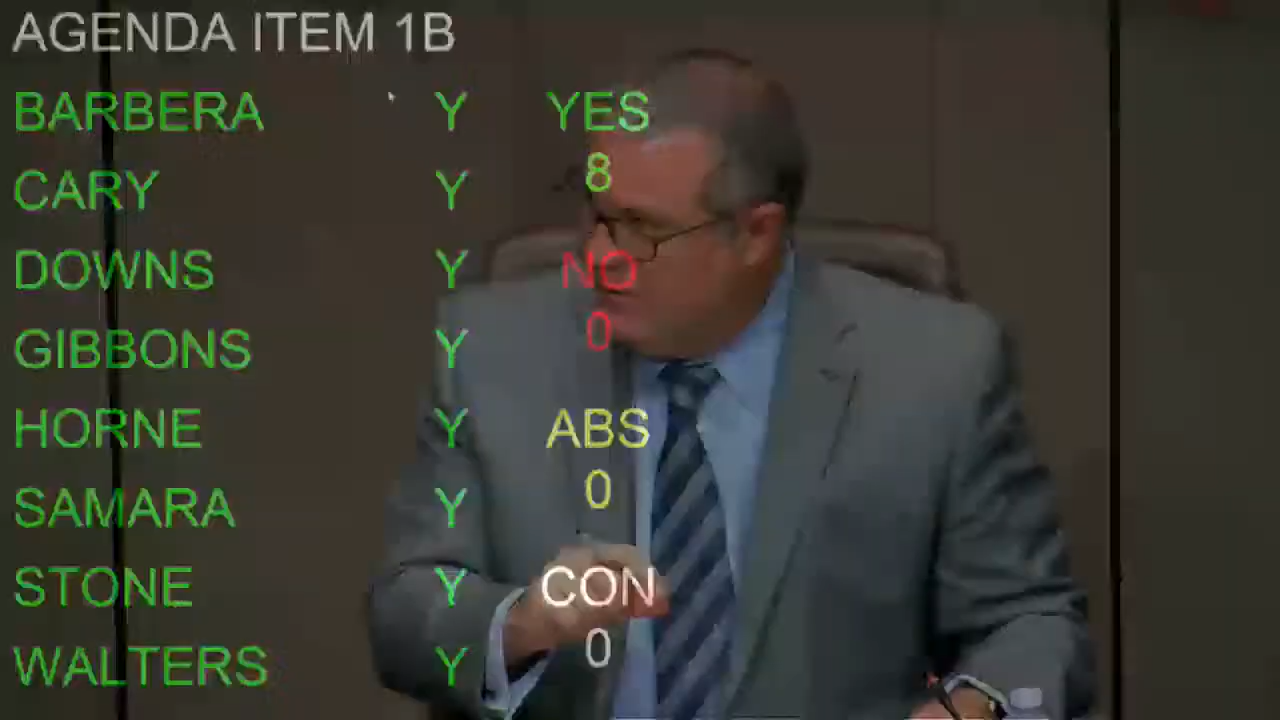 AGENDA ITEM 1B
BARBERA Y YES
8
CARY Y
DOWNS Y NO
0
GIBBONS Y
HORNE Y ABS
0
SAMARA Y
STONE Y CON
0
WALTERS Y